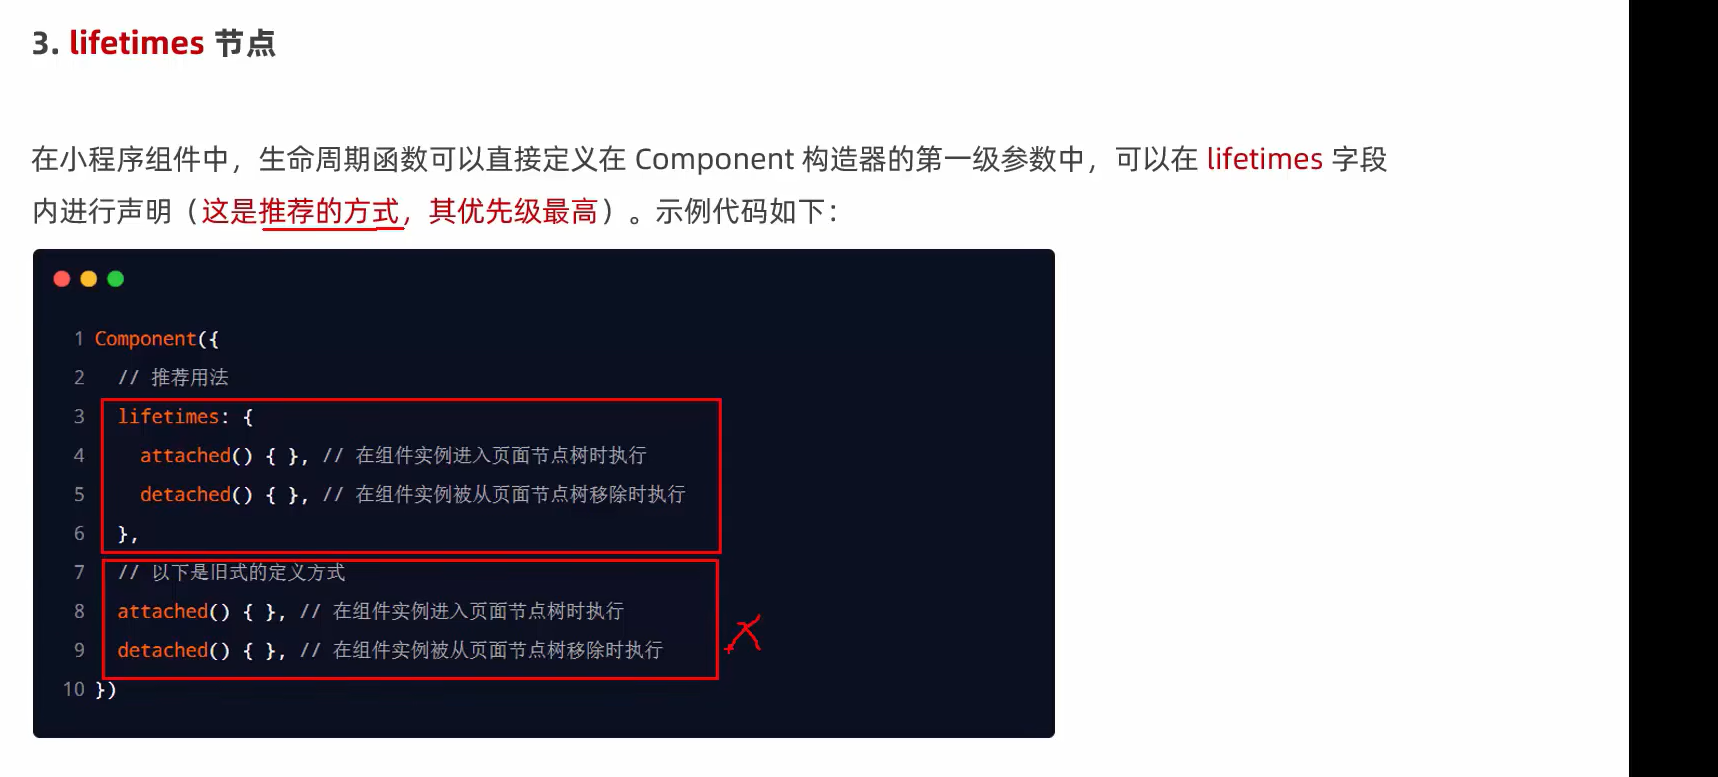 3. lifetimes 节点
在小程序组件中，生命周期函数可以直接定义在 Component 构造器的第一级参数中，可以在 lifetimes 字段
内进行声明（这是推荐的方式，其优先级最高）。示例代码如下：
1 Component({
2 // 推荐用法
3 lifetimes: {
4 attached() { }, // 在组件实例进入页面节点树时执行
5 detached() { }, // 在组件实例被从页面节点树移除时执行
6 },
7 // 以下是旧式的定义方式
8 attached() { }, // 在组件实例进入页面节点树时执行
9 detached() { }, // 在组件实例被从页面节点树移除时执行
10 })